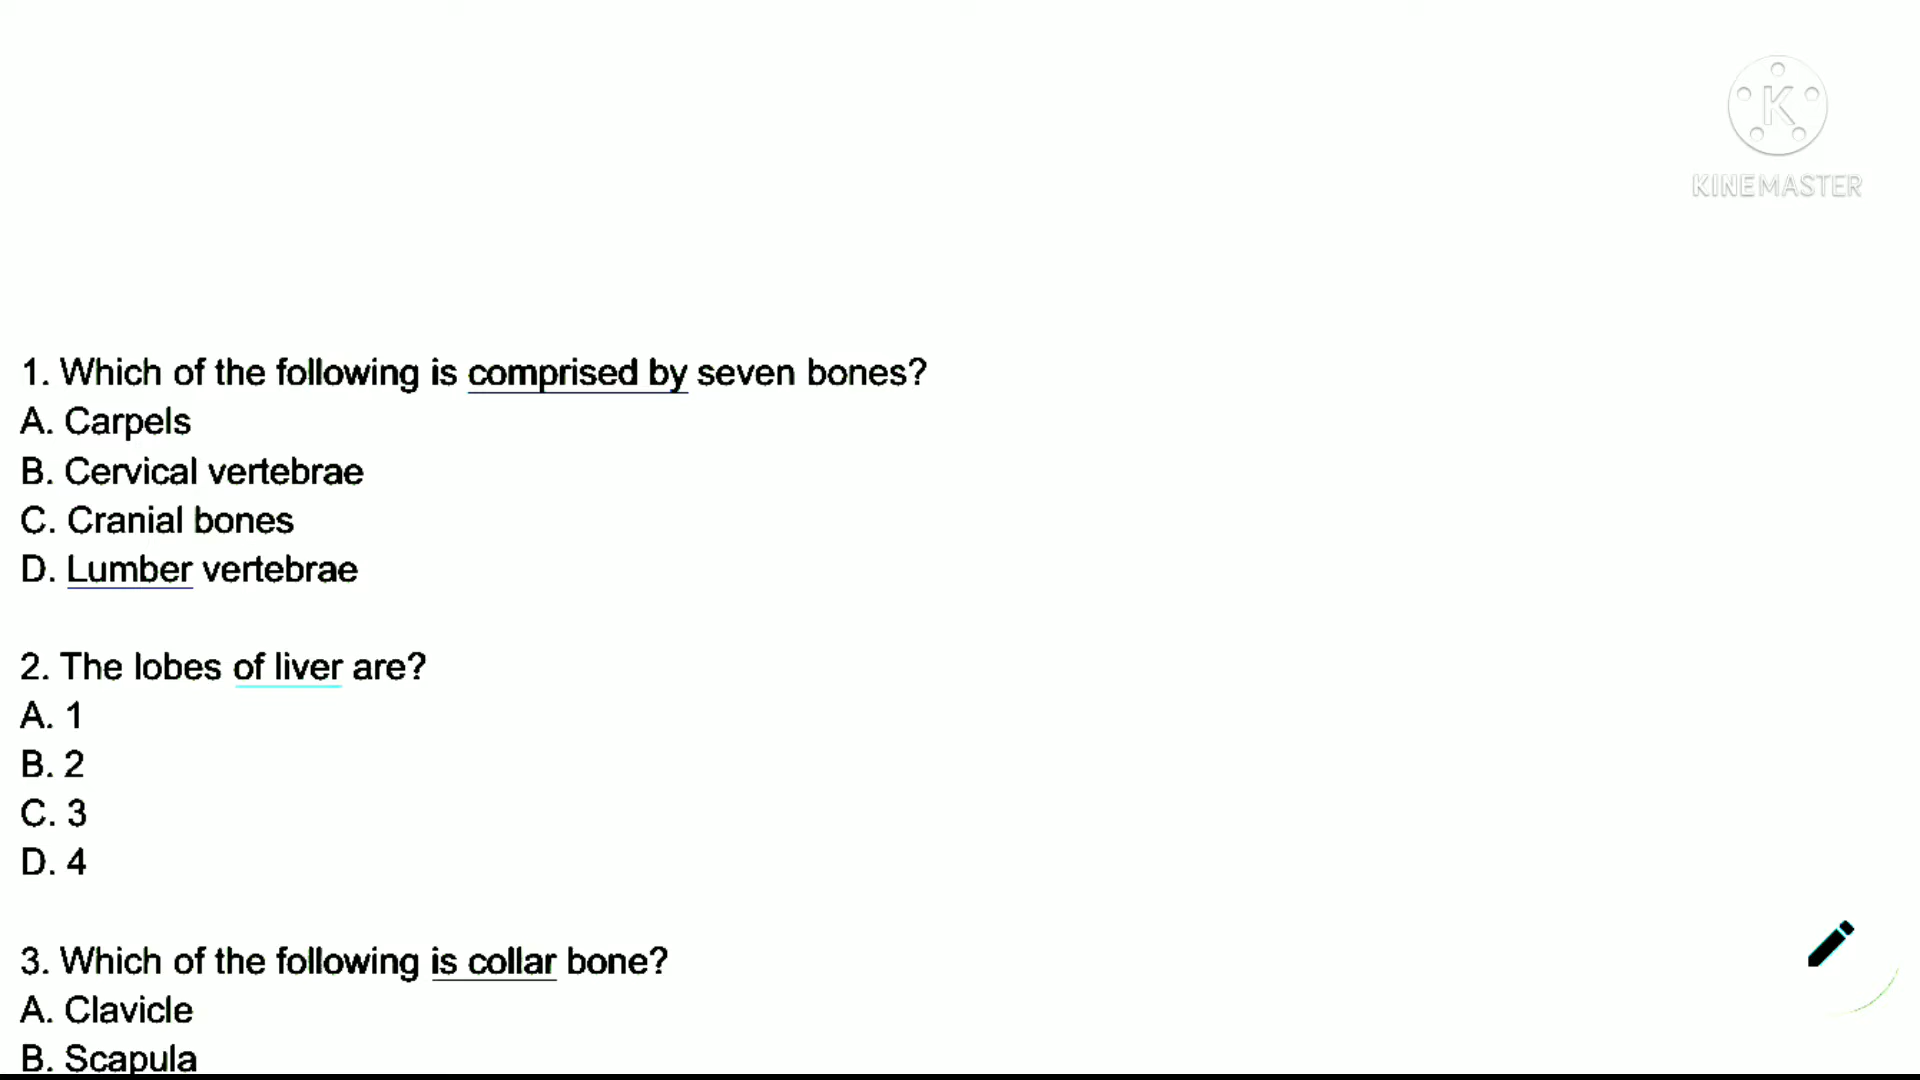 K
KINEMASTER
1. Which of the following is comprised by seven bones?
A. Carpels
B. Cervical vertebrae
C. Cranial bones
D. Lumber vertebrae
2. The lobes of liver are?
A. 1
B. 2
C. 3
D. 4
3. Which of the following is collar bone?
A. Clavicle
B. Scapula